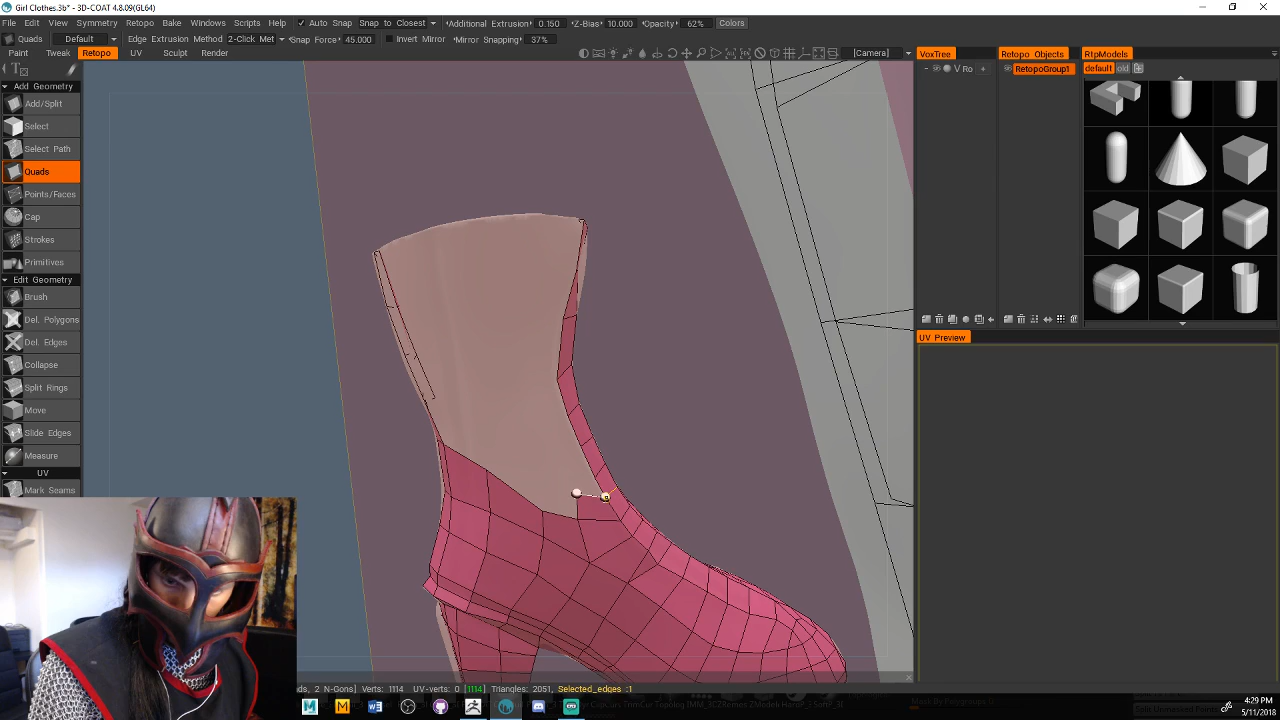 Girl Clothes.3b* - 3D-COAT 4.8.09(GL64)
File Edit View Symmetry Retopo Bake Windows Scripts Help Auto Snap Snap to Closest Additional Extrusion 0.150 Z-Bias 10.000 Opacity 62% Colors
Quads Default Edge Extrusion Method 2-Click Met Snap Force 45.000 Invert Mirror Mirror Snapping 37% [Camera]
Paint Tweak Retopo UV Sculpt Render
VoxTree Retopo Objects RtpModels
V Ro + RetopoGroup1 default old
Add Geometry
Add/Split
Select
Select Path
Quads
Points/Faces
Cap
Strokes
Primitives
Edit Geometry
Brush
Del. Polygons
Del. Edges
Collapse
Split Rings
Move
Slide Edges
Measure
UV
Mark Seams
UV Preview
ds, 2 N-Gons] Verts: 1114 UV-verts: 0 [1114] Triangles: 2051, Selected_edges :1
4:29 PM
5/11/2018